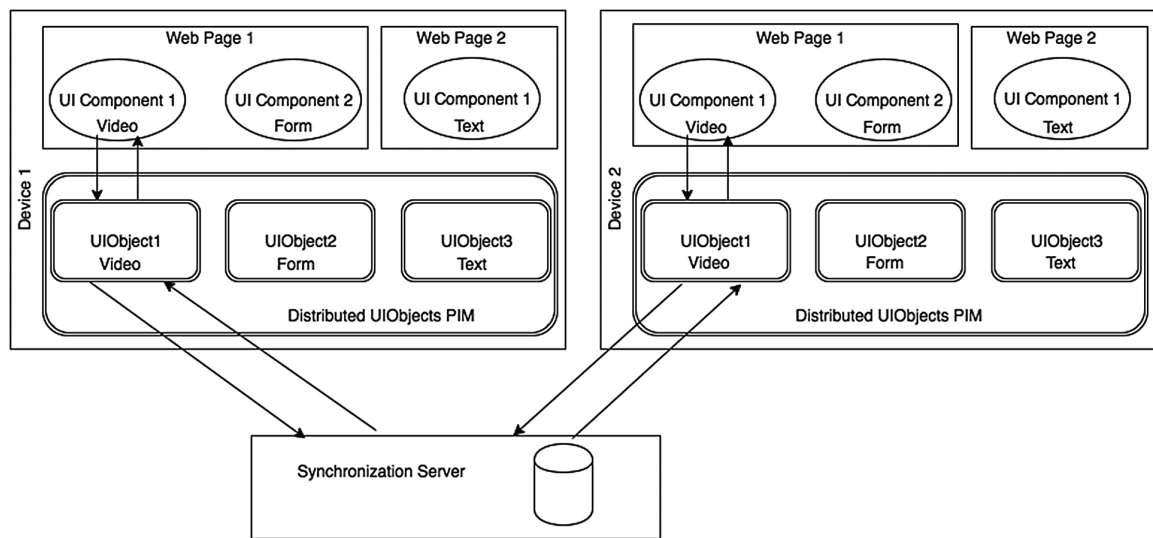 Device 1
Web Page 1
UI Component 1
Video
UI Component 2
Form
Web Page 2
UI Component 1
Text
UIObject1
Video
UIObject2
Form
UIObject3
Text
Distributed UIObjects PIM
Device 2
Web Page 1
UI Component 1
Video
UI Component 2
Form
Web Page 2
UI Component 1
Text
UIObject1
Video
UIObject2
Form
UIObject3
Text
Distributed UIObjects PIM
Synchronization Server